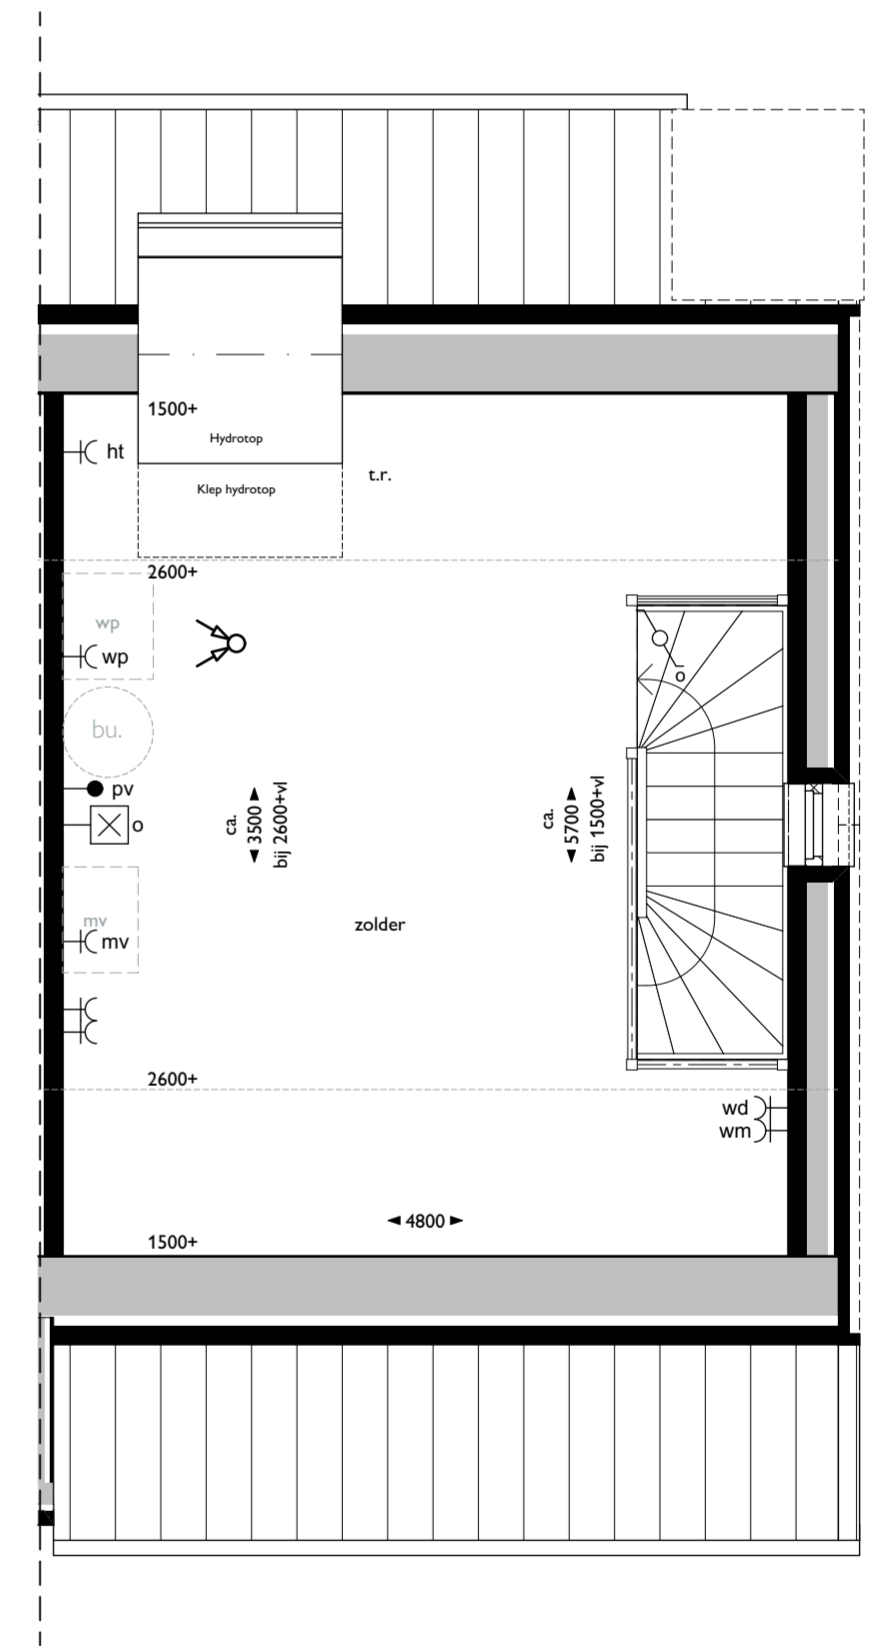 1500+
Hydrotop
ht
t.r.
Klep hydrotop
2600+
wp
wp
o
bu.
pv
o
ca.
3500
bij 2600+vl
ca.
5700
bij 1500+vl
mv
mv
zolder
2600+
wd
wm
4800
1500+